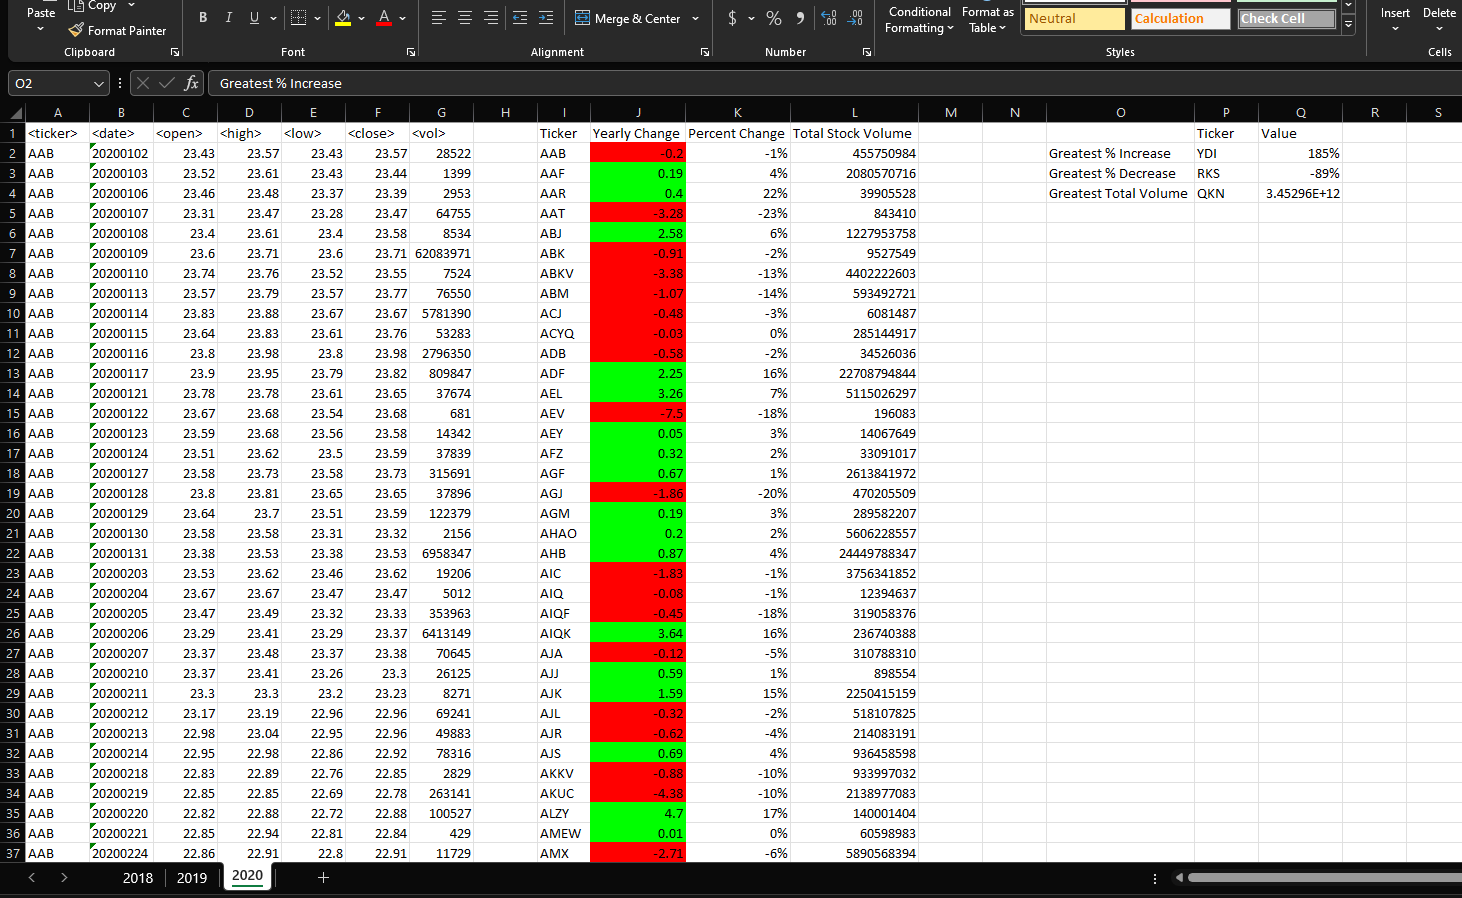 Paste Copy
Format Painter
Clipboard
B I U A
Font
Merge & Center
Alignment
$ % 9
Number
Conditional Formatting
Format as Table
Neutral Calculation Check Cell
Styles
Insert Delete
Cells
O2 fx Greatest % Increase
A B C D E F G H I J K L M N O P Q R S
1 <ticker> <date> <open> <high> <low> <close> <vol> Ticker Yearly Change Percent Change Total Stock Volume Ticker Value
2 AAB 20200102 23.43 23.57 23.43 23.57 28522 AAB -0.2 -1% 455750984 Greatest % Increase YDI 185%
3 AAB 20200103 23.52 23.61 23.43 23.44 1399 AAF 0.19 4% 2080570716 Greatest % Decrease RKS -89%
4 AAB 20200106 23.46 23.48 23.37 23.39 2953 AAR 0.4 22% 39905528 Greatest Total Volume QKN 3.45296E+12
5 AAB 20200107 23.31 23.47 23.28 23.47 64755 AAT -3.28 -23% 843410
6 AAB 20200108 23.4 23.61 23.4 23.58 8534 ABJ 2.58 6% 1227953758
7 AAB 20200109 23.6 23.71 23.6 23.71 62083971 ABK -0.91 -2% 9527549
8 AAB 20200110 23.74 23.76 23.52 23.55 7524 ABKV -3.38 -13% 4402222603
9 AAB 20200113 23.57 23.79 23.57 23.77 76550 ABM -1.07 -14% 593492721
10 AAB 20200114 23.83 23.88 23.67 23.67 5781390 ACJ -0.48 -3% 6081487
11 AAB 20200115 23.64 23.83 23.61 23.76 53283 ACYQ -0.03 0% 285144917
12 AAB 20200116 23.8 23.98 23.8 23.98 2796350 ADB -0.58 -2% 34526036
13 AAB 20200117 23.9 23.95 23.79 23.82 809847 ADF 2.25 16% 22708794844
14 AAB 20200121 23.78 23.78 23.61 23.65 37674 AEL 3.26 7% 5115026297
15 AAB 20200122 23.67 23.68 23.54 23.68 681 AEV -7.5 -18% 196083
16 AAB 20200123 23.59 23.68 23.56 23.58 14342 AEY 0.05 3% 14067649
17 AAB 20200124 23.51 23.62 23.5 23.59 37839 AFZ 0.32 2% 33091017
18 AAB 20200127 23.58 23.73 23.58 23.73 315691 AGF 0.67 1% 2613841972
19 AAB 20200128 23.8 23.81 23.65 23.65 37896 AGJ -1.86 -20% 470205509
20 AAB 20200129 23.64 23.7 23.51 23.59 122379 AGM 0.19 3% 289582207
21 AAB 20200130 23.58 23.58 23.31 23.32 2156 AHAO 0.2 2% 5606228557
22 AAB 20200131 23.38 23.53 23.38 23.53 6958347 AHB 0.87 4% 24449788347
23 AAB 20200203 23.53 23.62 23.46 23.62 19206 AIC -1.83 -1% 3756341852
24 AAB 20200204 23.67 23.67 23.47 23.47 5012 AIQ -0.08 -1% 12394637
25 AAB 20200205 23.47 23.49 23.32 23.33 353963 AIQF -0.45 -18% 319058376
26 AAB 20200206 23.29 23.41 23.29 23.37 6413149 AIQK 3.64 16% 236740388
27 AAB 20200207 23.37 23.48 23.37 23.38 70645 AJA -0.12 -5% 310788310
28 AAB 20200210 23.37 23.41 23.26 23.3 26125 AJJ 0.59 1% 898554
29 AAB 20200211 23.3 23.3 23.2 23.23 8271 AJK 1.59 15% 2250415159
30 AAB 20200212 23.17 23.19 22.96 22.96 69241 AJL -0.32 -2% 518107825
31 AAB 20200213 22.98 23.04 22.95 22.96 49883 AJR -0.62 -4% 214083191
32 AAB 20200214 22.95 22.98 22.86 22.92 78316 AJS 0.69 4% 936458598
33 AAB 20200218 22.83 22.89 22.76 22.85 2829 AKKV -0.88 -10% 933997032
34 AAB 20200219 22.85 22.85 22.69 22.78 263141 AKUC -4.38 -10% 2138977083
35 AAB 20200220 22.82 22.88 22.72 22.88 100527 ALZY 4.7 17% 140001404
36 AAB 20200221 22.85 22.94 22.81 22.84 429 AMEW 0.01 0% 60598983
37 AAB 20200224 22.86 22.91 22.8 22.91 11729 AMX -2.71 -6% 5890568394
2018 2019 2020